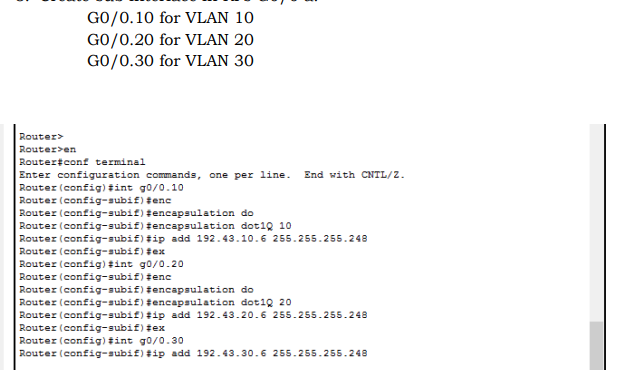 G0/0.10 for VLAN 10
G0/0.20 for VLAN 20
G0/0.30 for VLAN 30
Router>
Router>en
Router#conf terminal
Enter configuration commands, one per line.  End with CNTL/Z.
Router(config)#int g0/0.10
Router(config-subif)#enc
Router(config-subif)#encapsulation do
Router(config-subif)#encapsulation dot1Q 10
Router(config-subif)#ip add 192.43.10.6 255.255.255.248
Router(config-subif)#ex
Router(config)#int g0/0.20
Router(config-subif)#enc
Router(config-subif)#encapsulation do
Router(config-subif)#encapsulation dot1Q 20
Router(config-subif)#ip add 192.43.20.6 255.255.255.248
Router(config-subif)#ex
Router(config)#int g0/0.30
Router(config-subif)#ip add 192.43.30.6 255.255.255.248